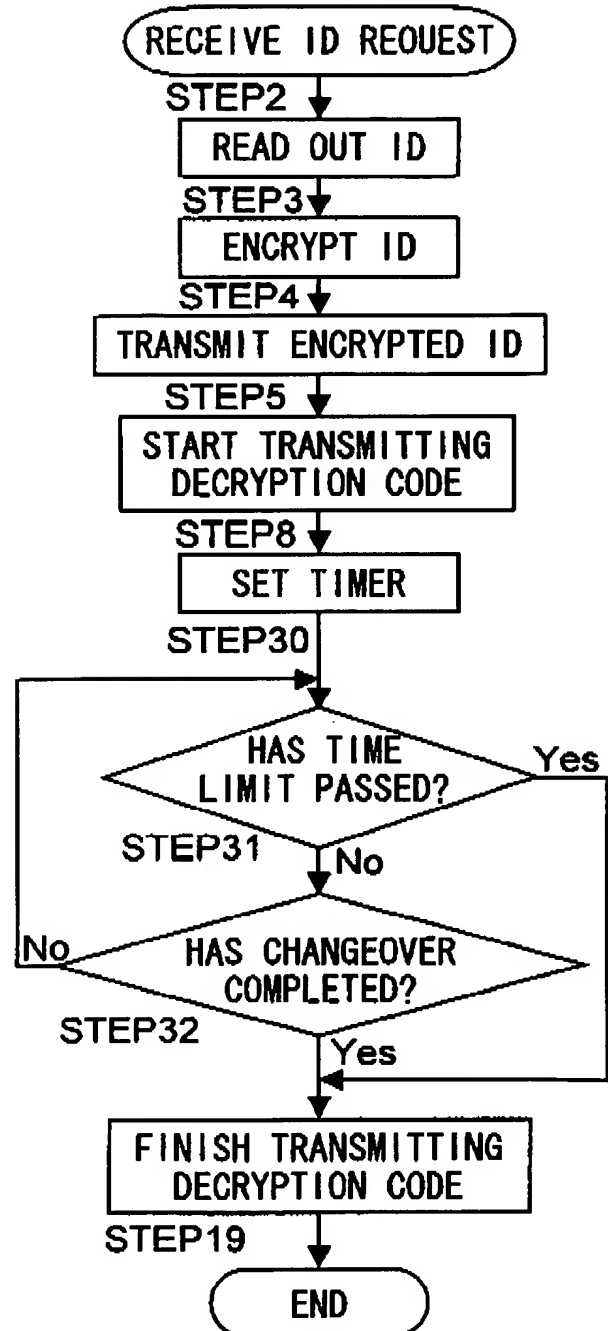 RECEIVE ID REOUEST
STEP2
READ OUT ID
STEP3
ENCRYPT ID
STEP4
TRANSMIT ENCRYPTED ID
STEP5
START TRANSMITTING
DECRYPTION CODE
STEP8
SET TIMER
STEP30
HAS TIME
LIMIT PASSED?
Yes
STEP31
No
No
HAS CHANGEOVER
COMPLETED?
STEP32
Yes
FINISH TRANSMITTING
DECRYPTION CODE
STEP19
END